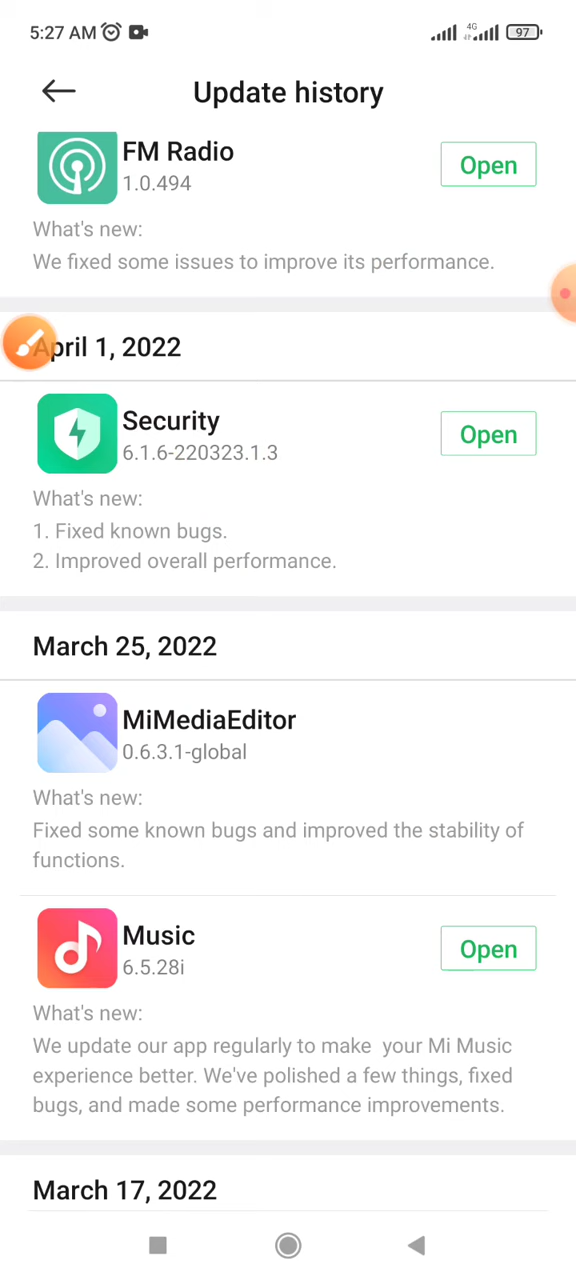 5:27 AM
4G
97
Update history
FM Radio
1.0.494
Open
What's new:
We fixed some issues to improve its performance.
April 1, 2022
Security
6.1.6-220323.1.3
Open
What's new:
1. Fixed known bugs.
2. Improved overall performance.
March 25, 2022
MiMediaEditor
0.6.3.1-global
What's new:
Fixed some known bugs and improved the stability of
functions.
Music
6.5.28i
Open
What's new:
We update our app regularly to make  your Mi Music
experience better. We've polished a few things, fixed
bugs, and made some performance improvements.
March 17, 2022